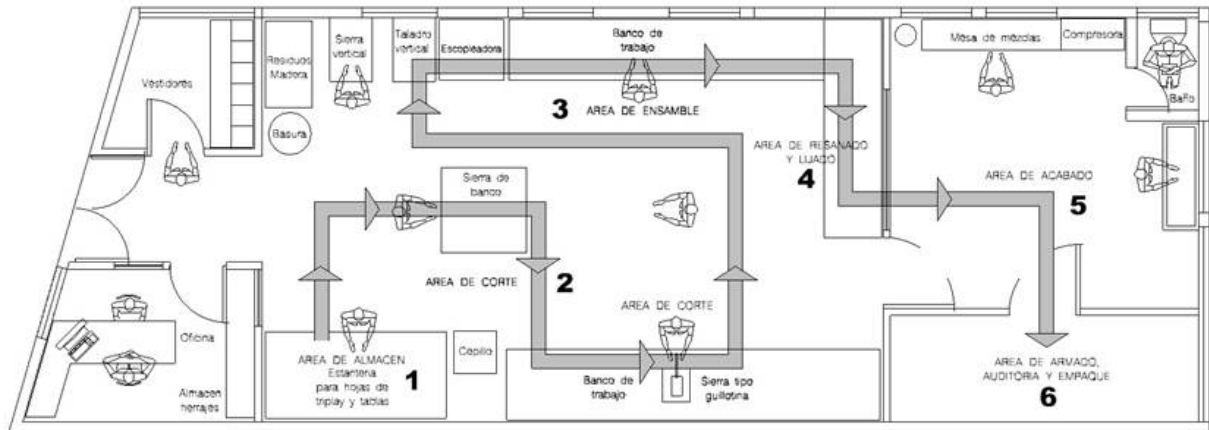 Vestidores
Residuos
Madera
Basura
Sierra
vertical
Taladro
vertical
Escopleadora
Banco de
trabajo
3
AREA DE ENSAMBLE
AREA DE RESANADO
Y LIJADO
4
Mesa de mezclas
Compresora
Baño
AREA DE ACABADO
5
Sierra de
banco
AREA DE CORTE
2
AREA DE CORTE
Oficina
Almacen
herrajes
AREA DE ALMACEN
Estanteria
para hojas de
triplay y tablas
1
Cepillo
Banco de
trabajo
Sierra tipo
guillotina
AREA DE ARMADO,
AUDITORIA Y EMPAQUE
6